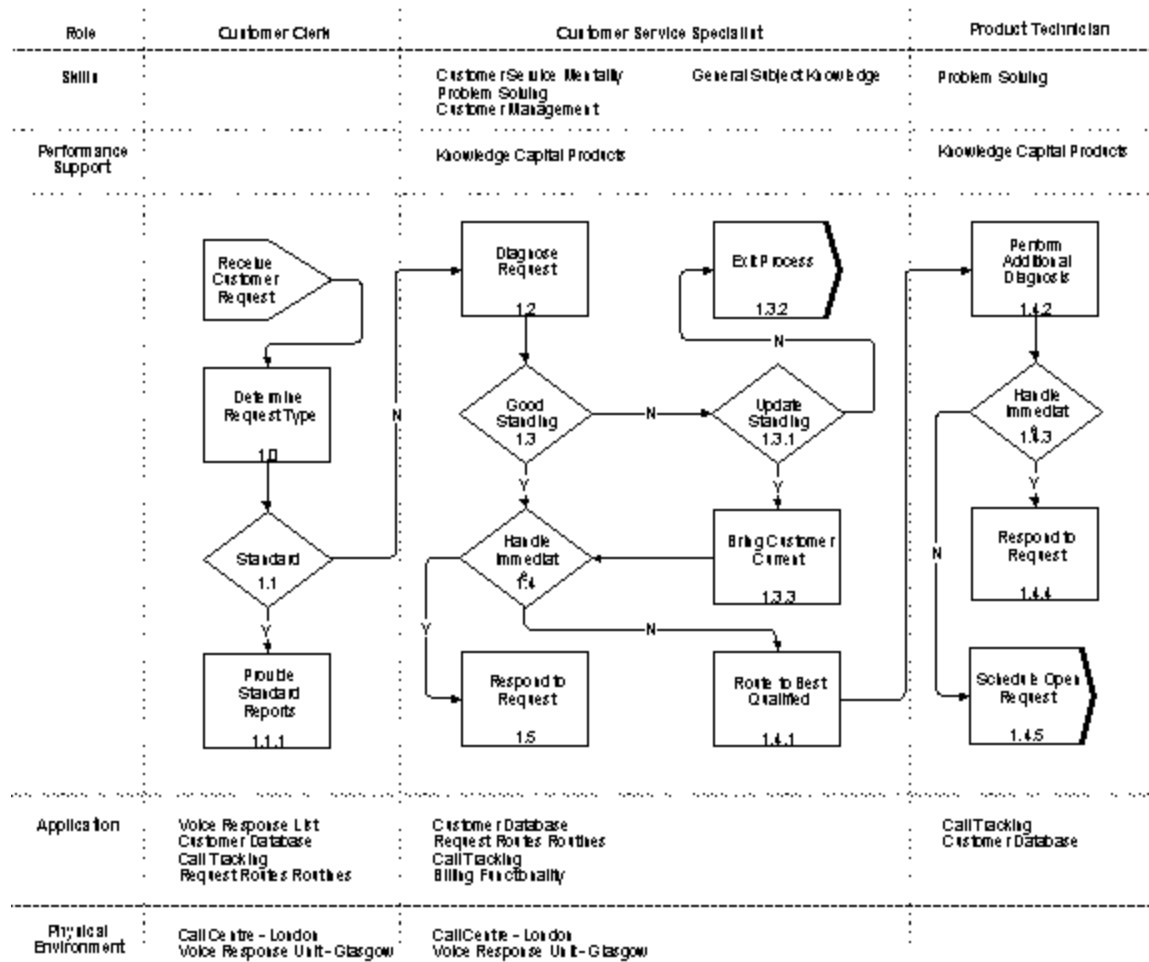 Role
Customer Clerk
Customer Service Specialist
Product Technician
Skills
Customer Service Mentality
Problem Solving
Customer Management
General Subject Knowledge
Problem Solving
Performance
Support
Knowledge Capital Products
Knowledge Capital Products
Receive
Customer
Request
Diagnose
Request
1.2
Exit Process
1.3.2
Perform
Additional
Diagnosis
1.4.2
N
Determine
Request Type
1.0
N
Good
Standing
1.3
N
Update
Standing
1.3.1
Handle
Immediat
e
1.4.3
Y
Y
Y
Standard
1.1
Handle
Immediat
e
1.4
Bring Customer
Current
1.3.3
N
Respond to
Request
1.4.4
Y
Y
N
Provide
Standard
Reports
1.1.1
Respond to
Request
1.5
Route to Best
Qualified
1.4.1
Schedule Open
Request
1.4.5
Application
Voice Response List
Customer Database
Call Tracking
Request Routes Routines
Customer Database
Request Routes Routines
Call Tracking
Billing Functionality
Call Tracking
Customer Database
Physical
Environment
Call Centre - London
Voice Response Unit - Glasgow
Call Centre - London
Voice Response Unit - Glasgow